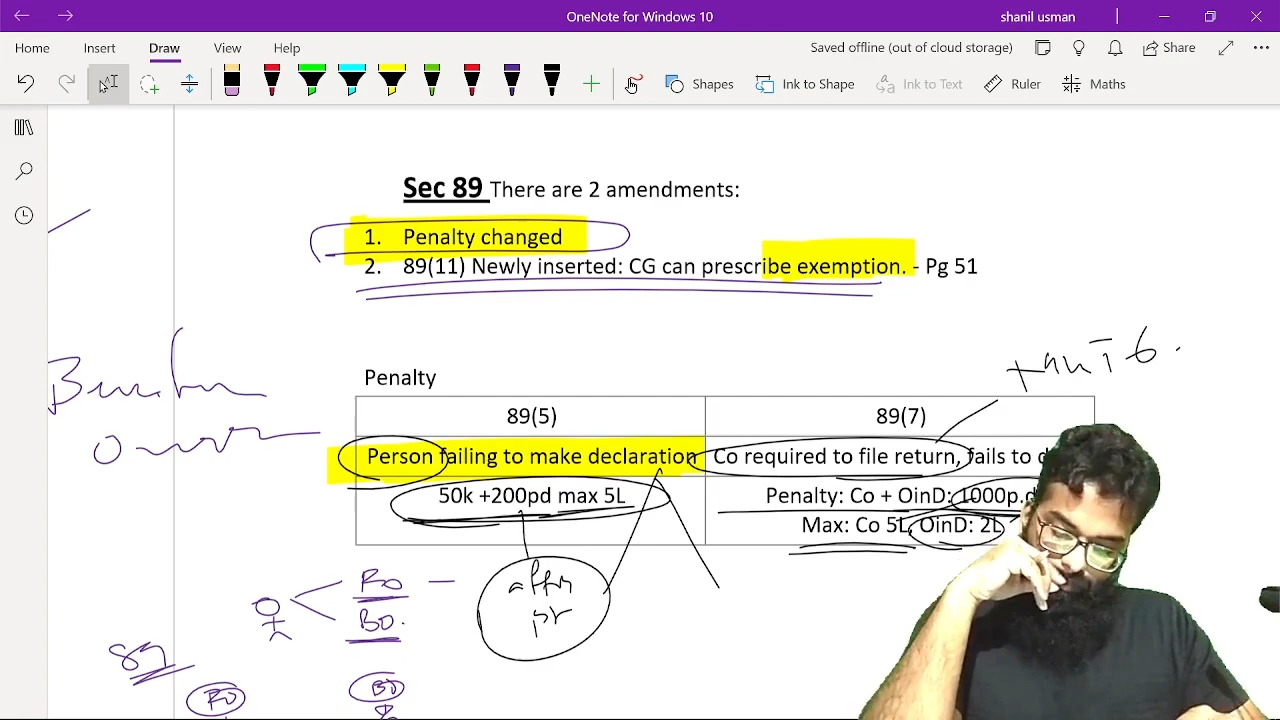 OneNote for Windows 10
shanil usman
Home Insert Draw View Help
Saved offline (out of cloud storage)
Share
Shapes Ink to Shape Ink to Text Ruler Maths
Sec 89 There are 2 amendments:
1. Penalty changed
2. 89(11) Newly inserted: CG can prescribe exemption. - Pg 51
Penalty
89(5) 89(7)
Person failing to make declaration Co required to file return, fails to d
50k +200pd max 5L Penalty: Co + OinD: 1000p.d
Max: Co 5L, OinD: 2L
RO
BO.
89
RO BO